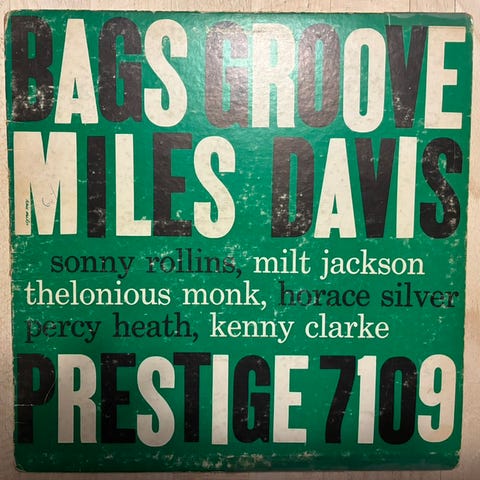 BAGS GROOVE
MILES DAVIS
sonny rollins, milt jackson
thelonious monk, horace silver
percy heath, kenny clarke
PRESTIGE 7109